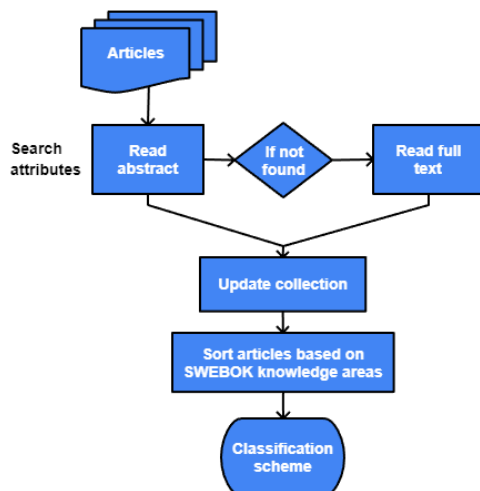 Articles
Search
attributes
Read
abstract
If not
found
Read full
text
Update collection
Sort articles based on
SWEBOK knowledge areas
Classification
scheme